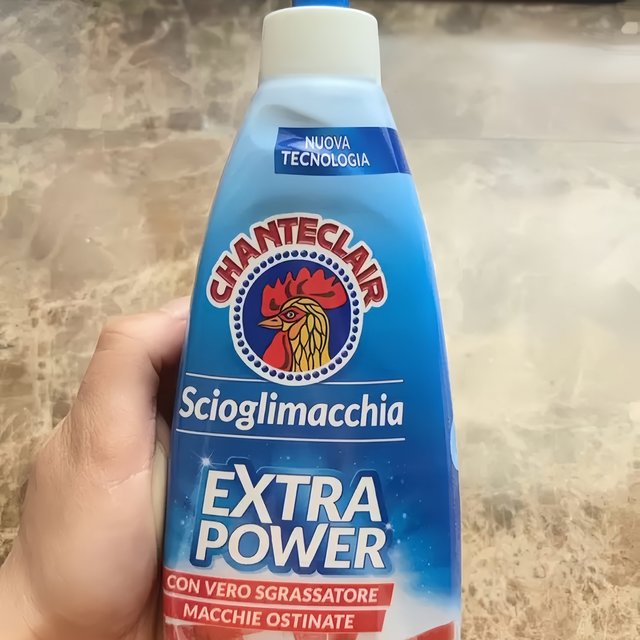 NUOVA
TECNOLOGIA
CHANTECLAIR
Scioglimacchia
EXTRA
POWER
CON VERO SGRASSATORE
MACCHIE OSTINATE